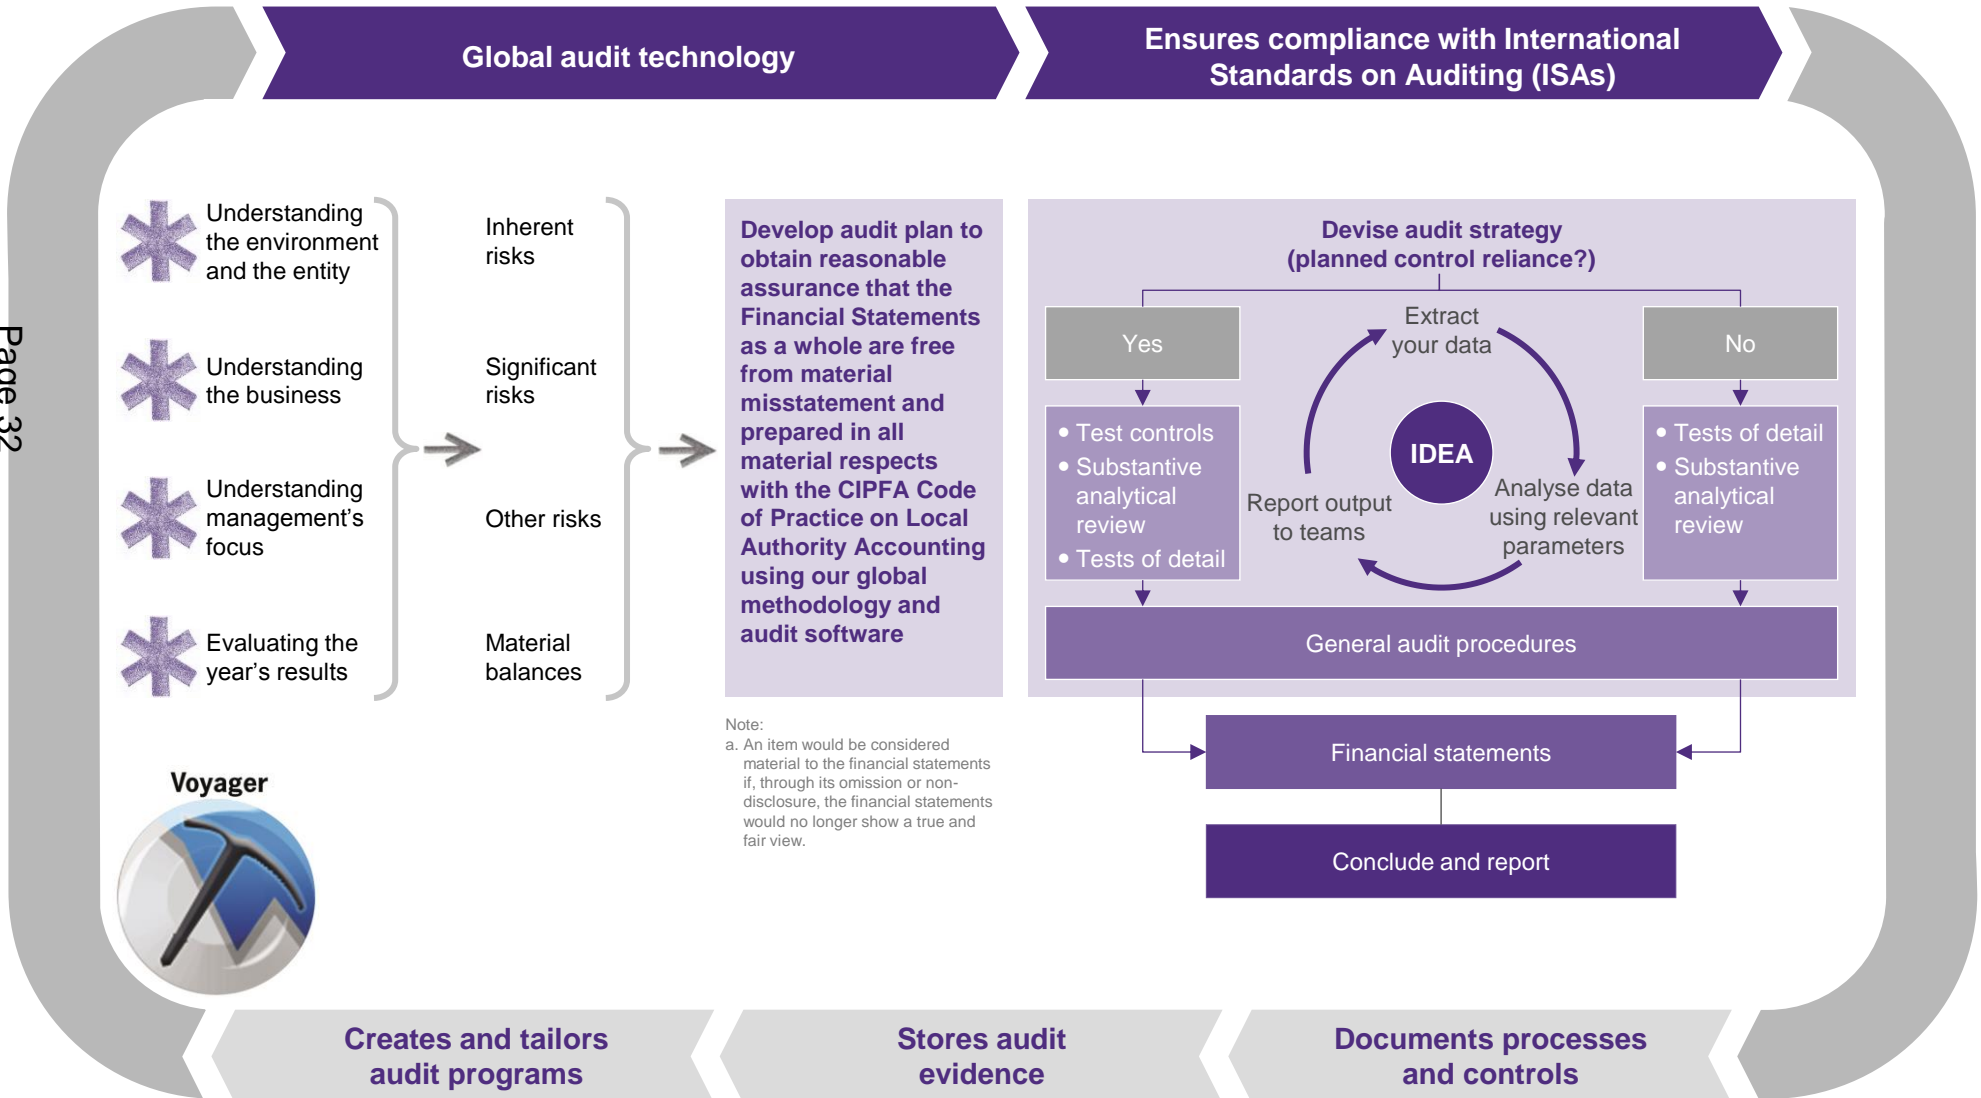 Global audit technology
Ensures compliance with International
Standards on Auditing (ISAs)
Page 32
Understanding
the environment
and the entity
Understanding
the business
Understanding
management's
focus
Evaluating the
year's results
Inherent
risks
Significant
risks
Other risks
Material
balances
Develop audit plan to
obtain reasonable
assurance that the
Financial Statements
as a whole are free
from material
misstatement and
prepared in all
material respects
with the CIPFA Code
of Practice on Local
Authority Accounting
using our global
methodology and
audit software
Note:
a. An item would be considered
material to the financial statements
if, through its omission or non-
disclosure, the financial statements
would no longer show a true and
fair view.
Devise audit strategy
(planned control reliance?)
Yes
• Test controls
• Substantive
analytical
review
• Tests of detail
Extract
your data
IDEA
Analyse data
using relevant
parameters
Report output
to teams
No
• Tests of detail
• Substantive
analytical
review
General audit procedures
Financial statements
Conclude and report
Voyager
Creates and tailors
audit programs
Stores audit
evidence
Documents processes
and controls